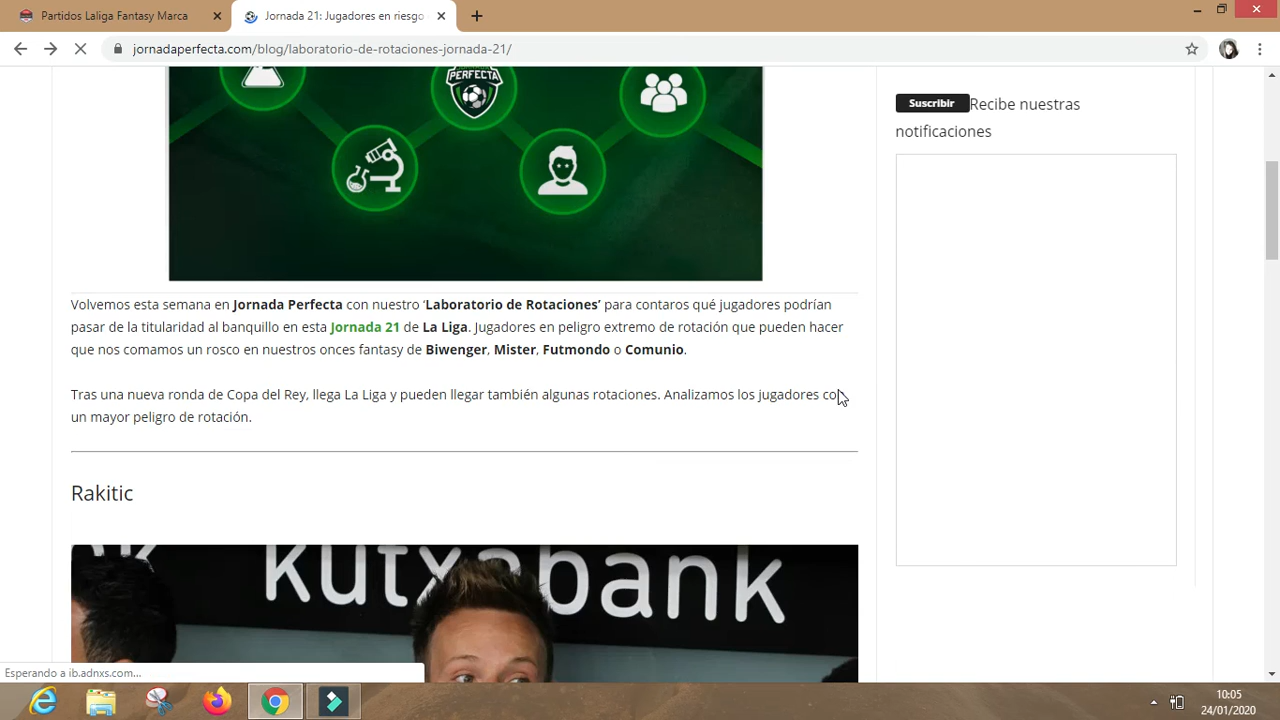 Partidos Laliga Fantasy Marca
Jornada 21: Jugadores en riesgo
jornadaperfecta.com/blog/laboratorio-de-rotaciones-jornada-21/
JORNADA
PERFECTA
Suscribir Recibe nuestras
notificaciones
Volvemos esta semana en Jornada Perfecta con nuestro ‘Laboratorio de Rotaciones’ para contaros qué jugadores podrían
pasar de la titularidad al banquillo en esta Jornada 21 de La Liga. Jugadores en peligro extremo de rotación que pueden hacer
que nos comamos un rosco en nuestros onces fantasy de Biwenger, Mister, Futmondo o Comunio.
Tras una nueva ronda de Copa del Rey, llega La Liga y pueden llegar también algunas rotaciones. Analizamos los jugadores con
un mayor peligro de rotación.
Rakitic
kutxabank
Esperando a ib.adnxs.com...
10:05
24/01/2020